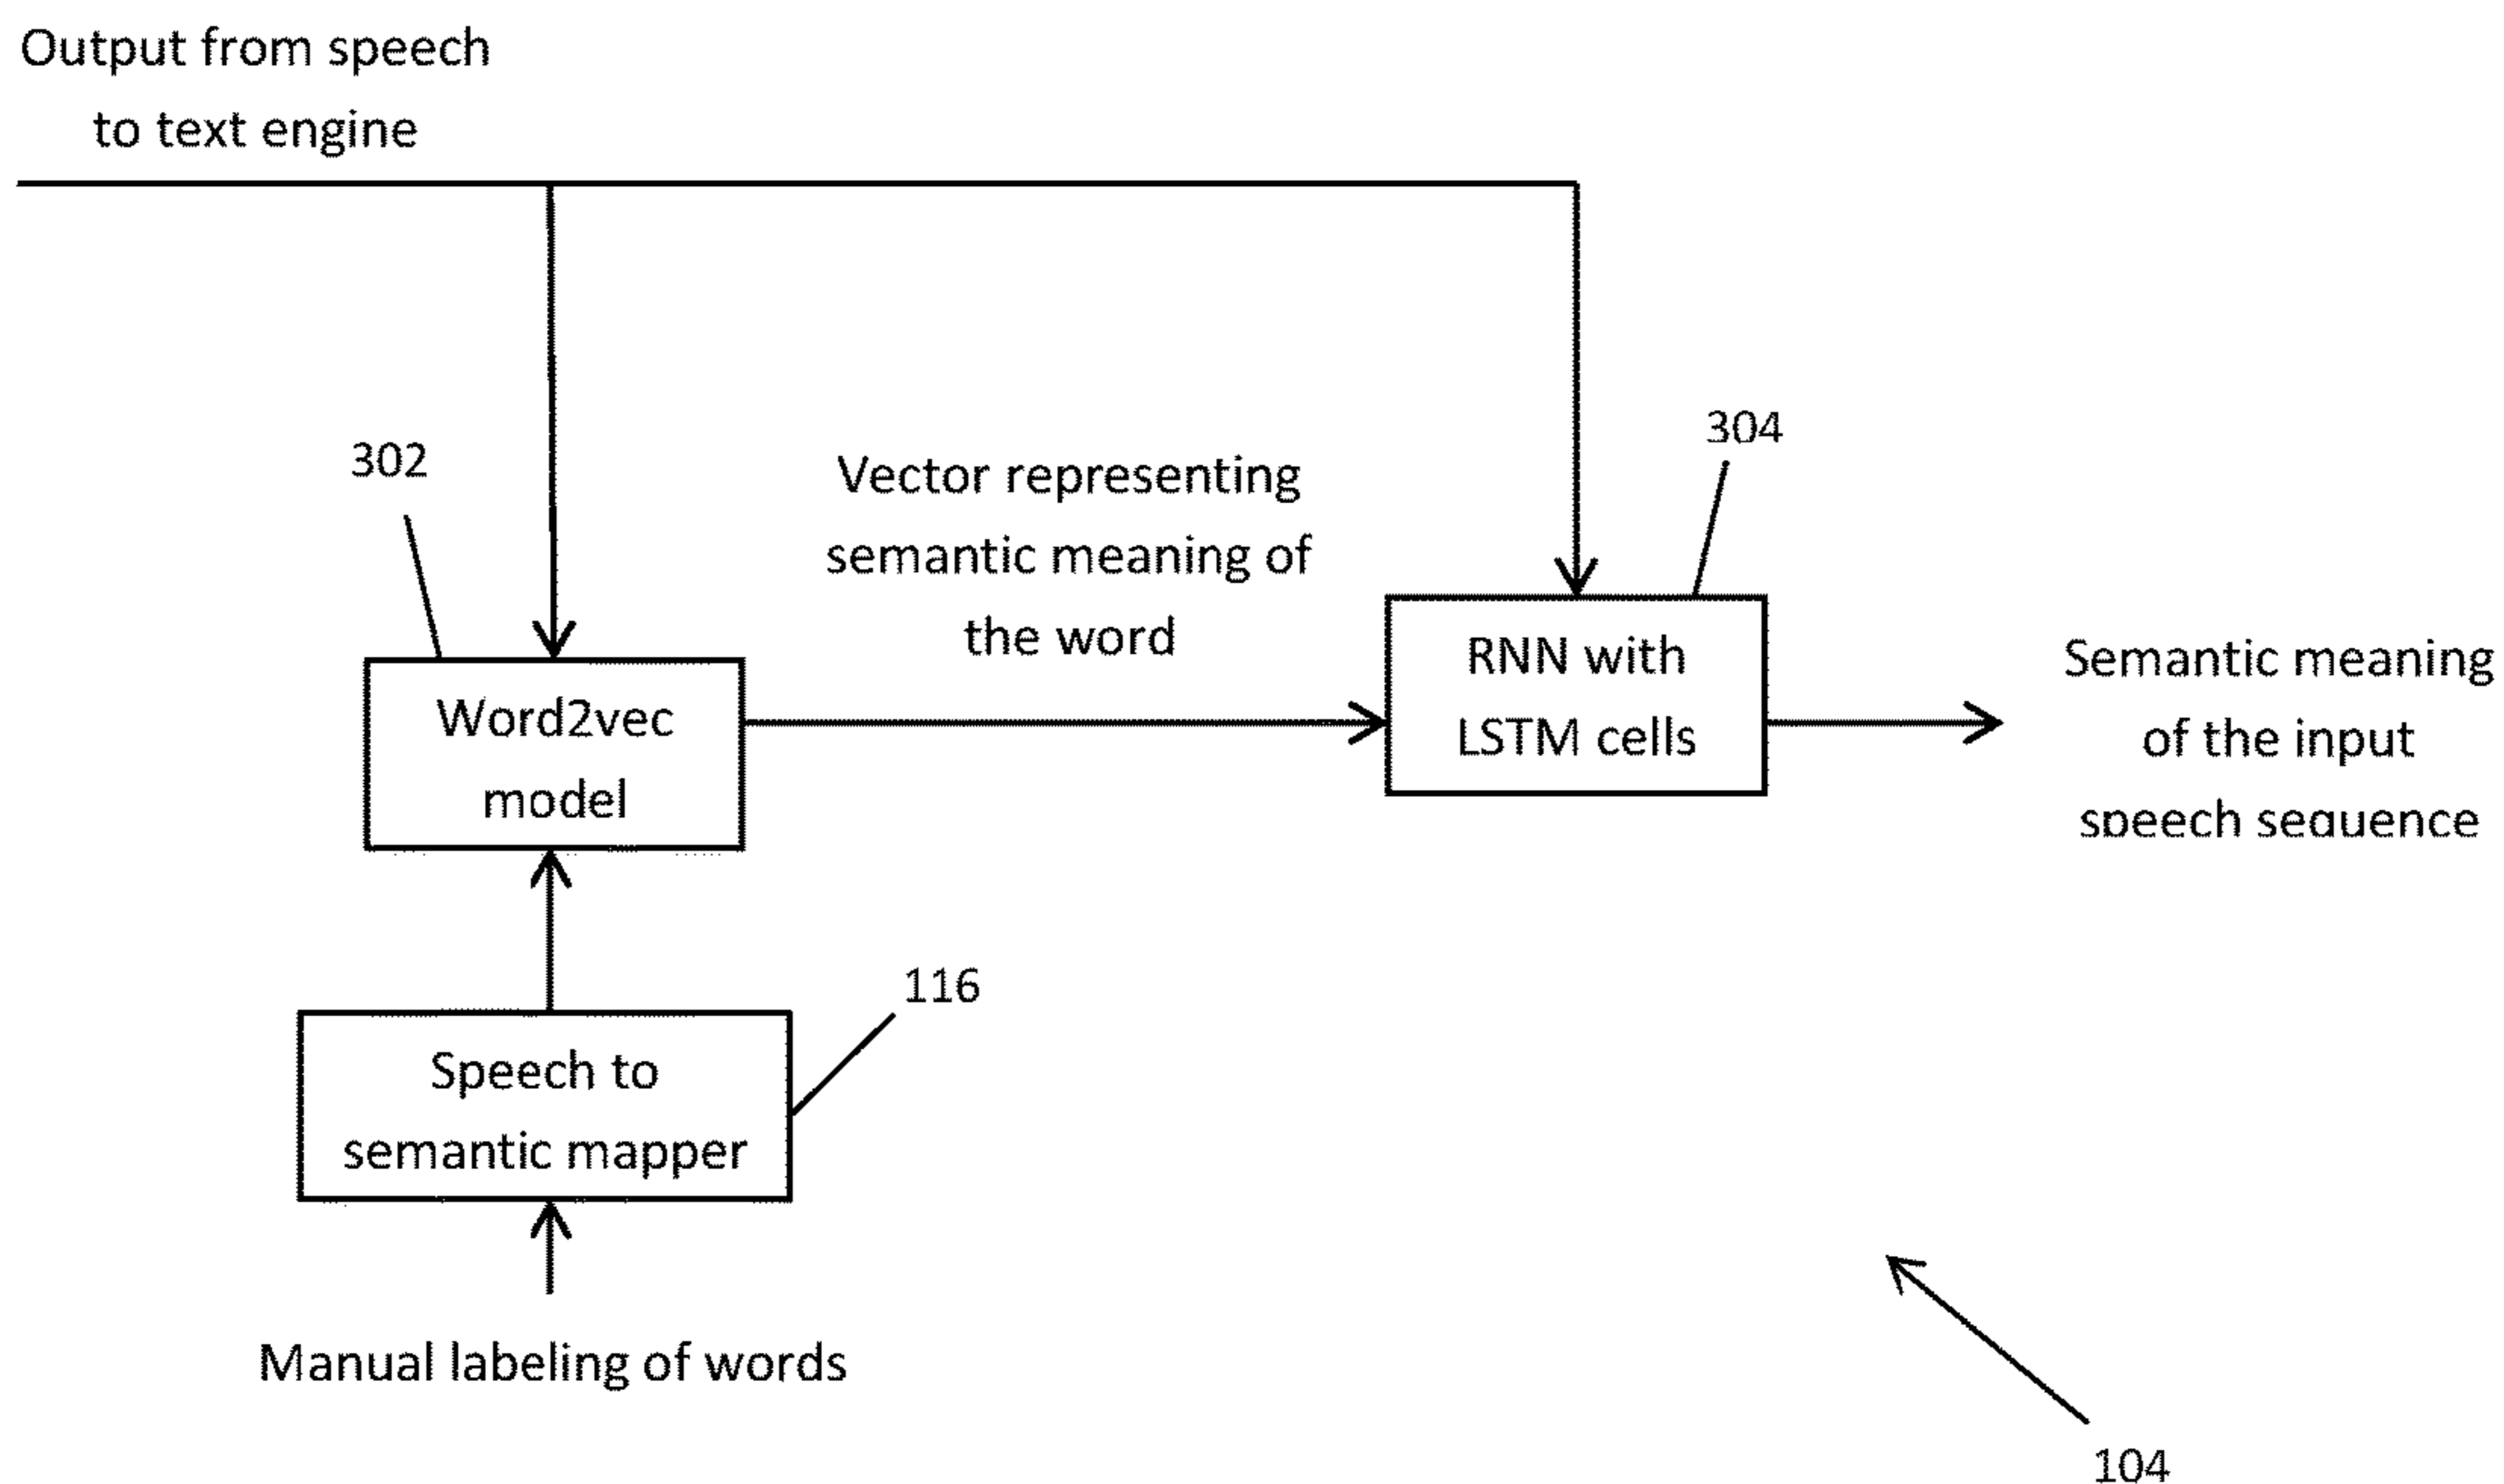 Output from speech
to text engine
302
Vector representing
semantic meaning of
the word
304
Word2vec
model
RNN with
LSTM cells
Semantic meaning
of the input
speech sequence
116
Speech to
semantic mapper
Manual labeling of words
104